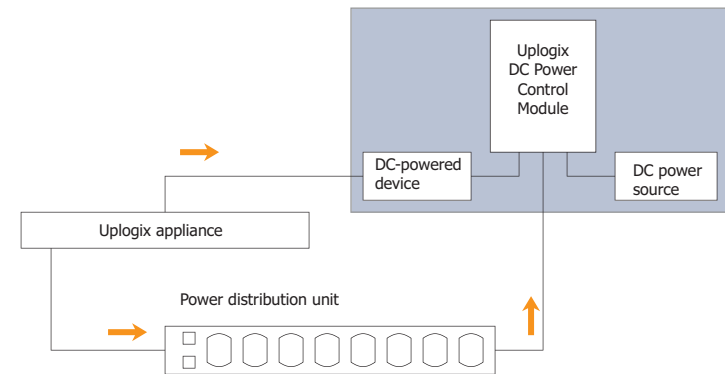 Uplogix
DC Power
Control
Module
DC-powered
device
DC power
source
Uplogix appliance
Power distribution unit